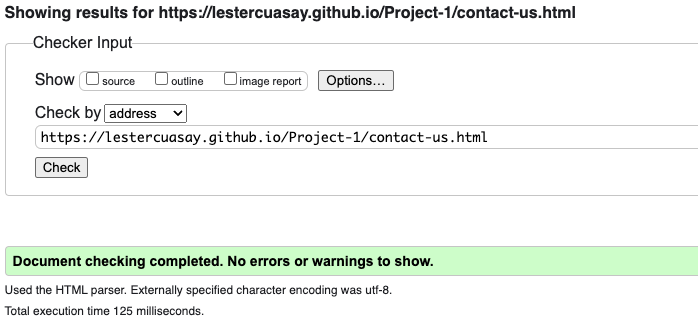 Showing results for https://lestercuasay.github.io/Project-1/contact-us.html
Checker Input
Show source outline image report Options...
Check by address
https://lestercuasay.github.io/Project-1/contact-us.html
Check
Document checking completed. No errors or warnings to show.
Used the HTML parser. Externally specified character encoding was utf-8.
Total execution time 125 milliseconds.